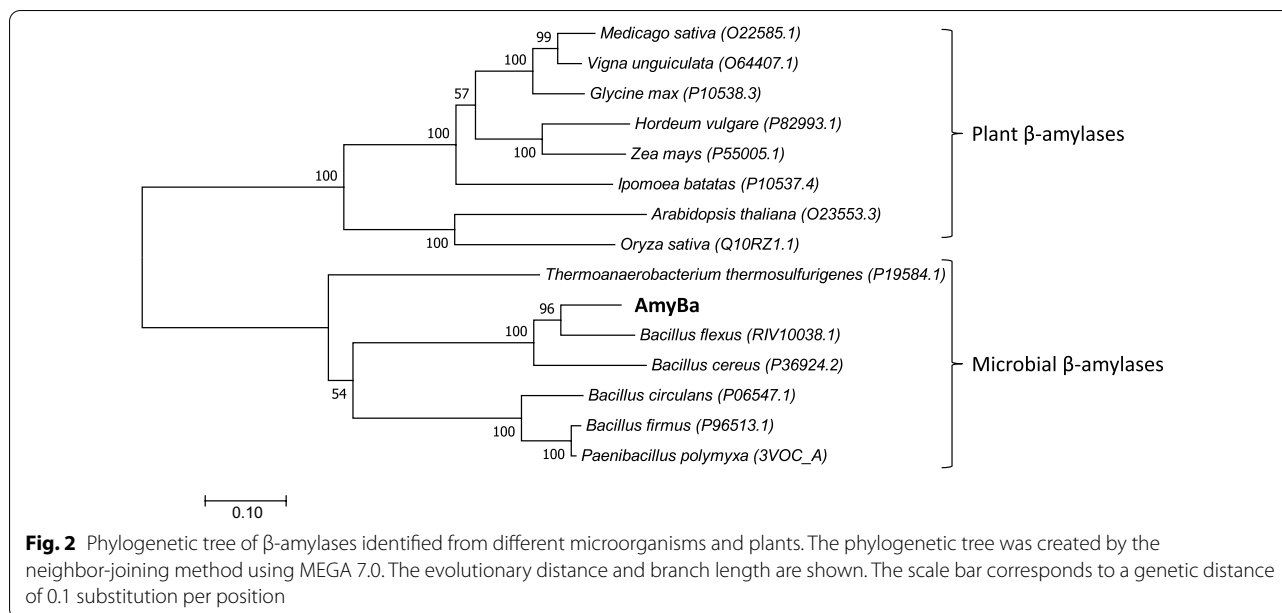 99
Medicago sativa (O22585.1)
100
Vigna unguiculata (O64407.1)
57
Glycine max (P10538.3)
100
Hordeum vulgare (P82993.1)
Plant β-amylases
100
Zea mays (P55005.1)
100
Ipomoea batatas (P10537.4)
Arabidopsis thaliana (O23553.3)
100
Oryza sativa (Q10RZ1.1)
Thermoanaerobacterium thermosulfurigenes (P19584.1)
96
AmyBa
100
Bacillus flexus (RIV10038.1)
Bacillus cereus (P36924.2)
Microbial β-amylases
54
Bacillus circulans (P06547.1)
100
Bacillus firmus (P96513.1)
100
Paenibacillus polymyxa (3VOC_A)
0.10
Fig. 2 Phylogenetic tree of β-amylases identified from different microorganisms and plants. The phylogenetic tree was created by the
neighbor-joining method using MEGA 7.0. The evolutionary distance and branch length are shown. The scale bar corresponds to a genetic distance
of 0.1 substitution per position